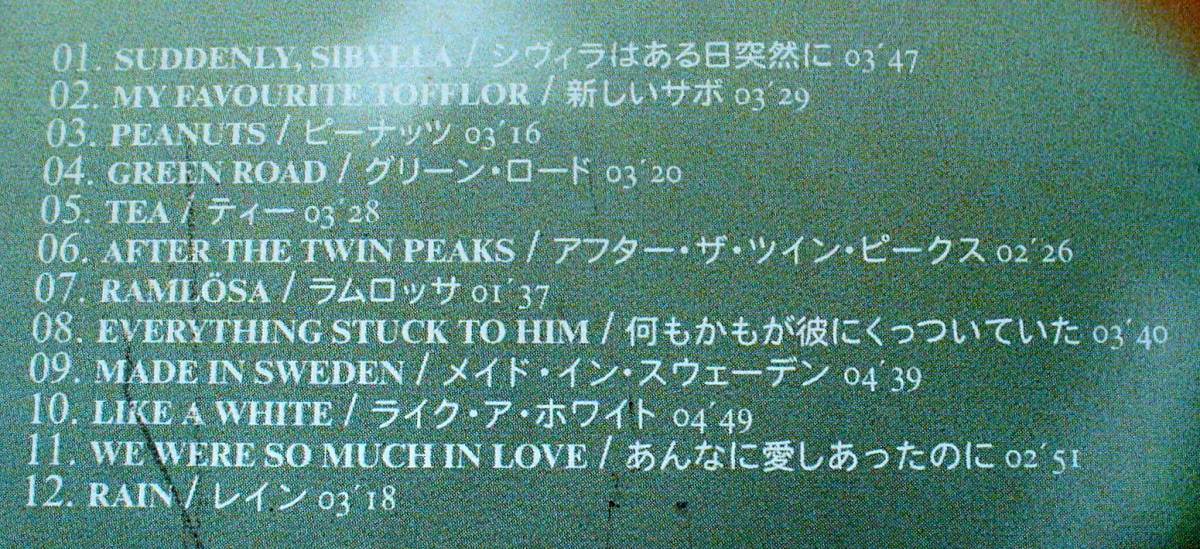 01. SUDDENLY, SIBYLLA / シヴィラはある日突然に 03´47
02. MY FAVOURITE TOFFLOR / 新しいサボ 03´29
03. PEANUTS / ピーナッツ 03´16
04. GREEN ROAD / グリーン・ロード 03´20
05. TEA / ティー 03´28
06. AFTER THE TWIN PEAKS / アフター・ザ・ツイン・ピークス 02´26
07. RAMLÖSA / ラムロッサ 01´37
08. EVERYTHING STUCK TO HIM / 何もかもが彼にくっついていた 03´40
09. MADE IN SWEDEN / メイド・イン・スウェーデン 04´39
10. LIKE A WHITE / ライク・ア・ホワイト 04´49
11. WE WERE SO MUCH IN LOVE / あんなに愛しあったのに 02´51
12. RAIN / レイン 03´18